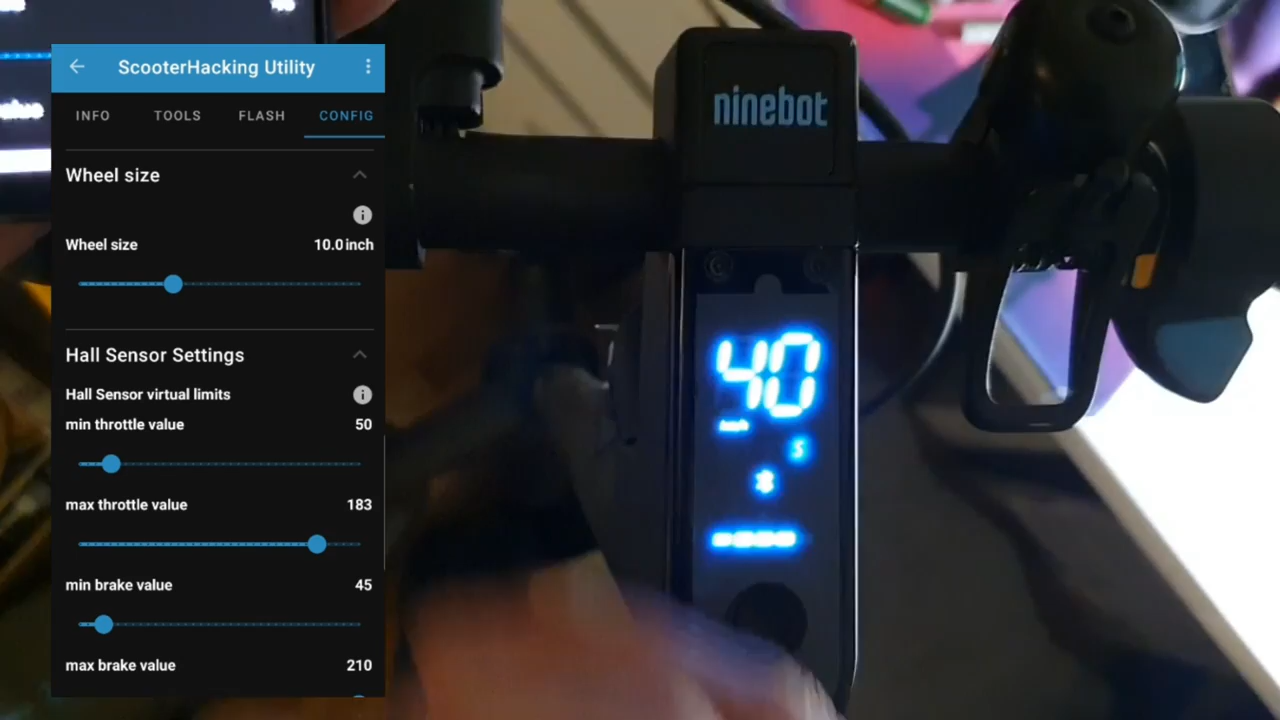 ScooterHacking Utility
INFO TOOLS FLASH CONFIG
Wheel size
Wheel size 10.0 inch
Hall Sensor Settings
Hall Sensor virtual limits
min throttle value 50
max throttle value 183
min brake value 45
max brake value 210
ninebot
40
km/h
S